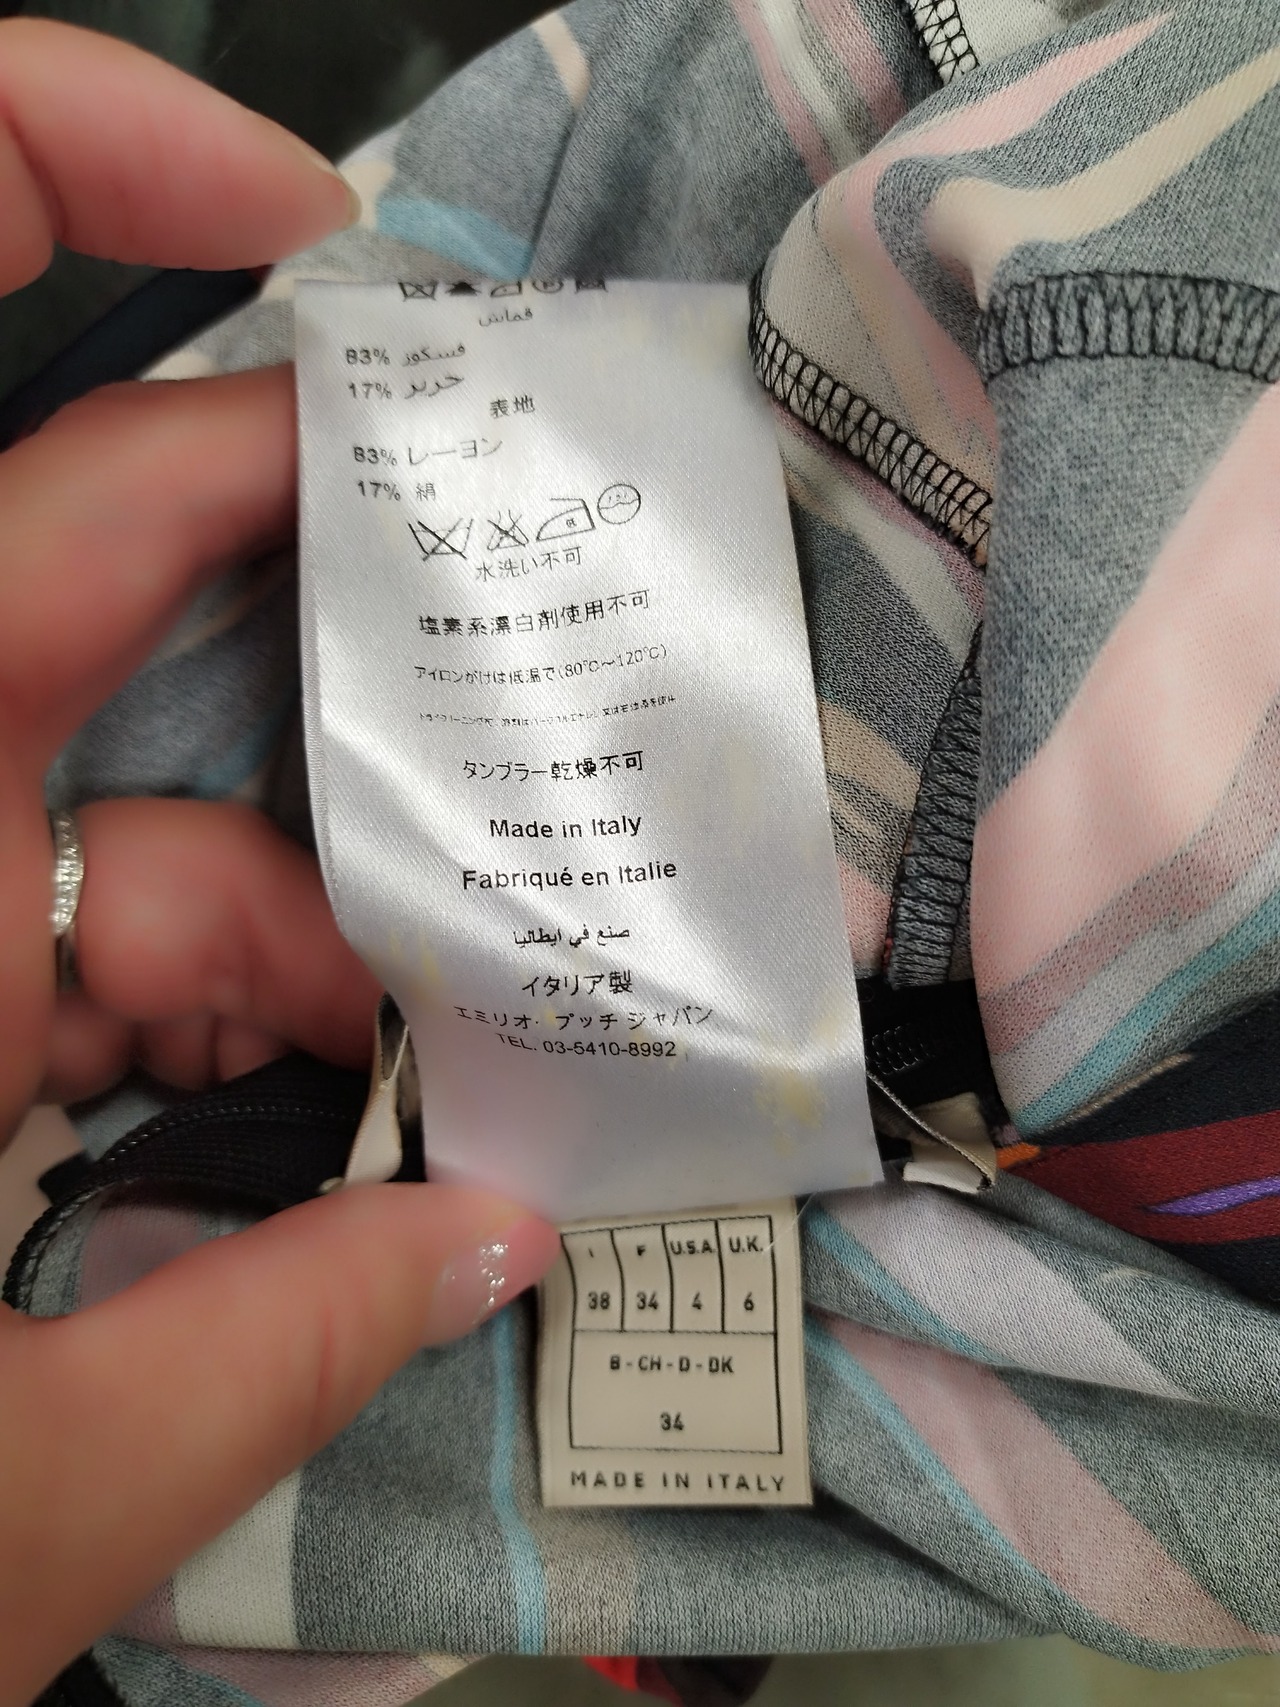 قماش
83% فسكوز
17% حرير
表地
83% レーヨン
17% 絹
水洗い不可
塩素系漂白剤使用不可
アイロンがけは低温で(80℃~120℃)
タンブラー乾燥不可
Made in Italy
Fabriqué en Italie
صنع في ايطاليا
イタリア製
エミリオ・プッチ ジャパン
TEL. 03-5410-8992
I F U.S.A. U.K.
38 34 4 6
B - CH - D - DK
34
MADE IN ITALY